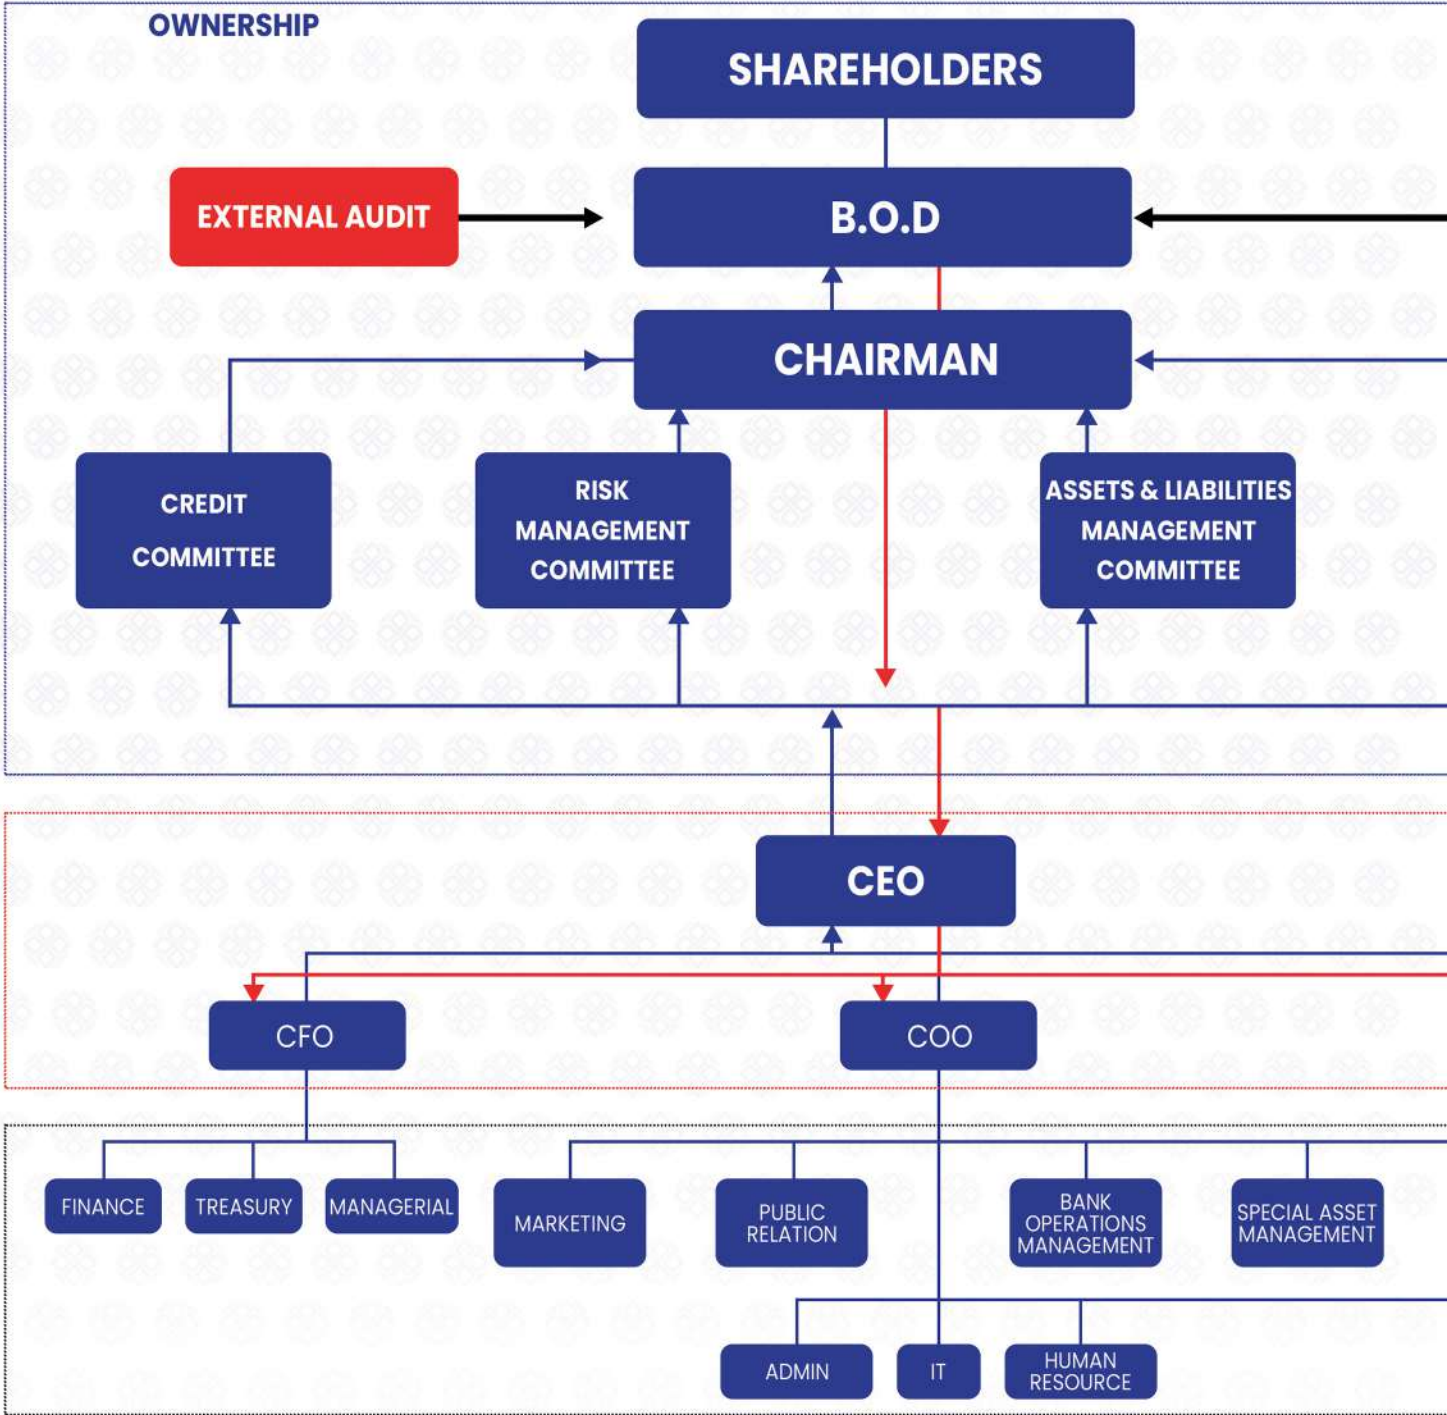 OWNERSHIP
SHAREHOLDERS
EXTERNAL AUDIT
B.O.D
CHAIRMAN
CREDIT
COMMITTEE
RISK
MANAGEMENT
COMMITTEE
ASSETS & LIABILITIES
MANAGEMENT
COMMITTEE
CEO
CFO
COO
FINANCE
TREASURY
MANAGERIAL
MARKETING
PUBLIC
RELATION
BANK
OPERATIONS
MANAGEMENT
SPECIAL ASSET
MANAGEMENT
ADMIN
IT
HUMAN
RESOURCE